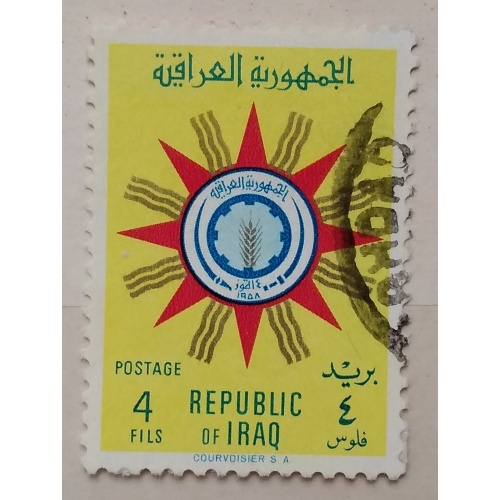 الجمهورية العراقية
الجمهورية العراقية
١٤ تموز
١٩٥٨
POSTAGE بريد
4 REPUBLIC ٤
FILS OF IRAQ فلوس
COURVOISIER S.A.